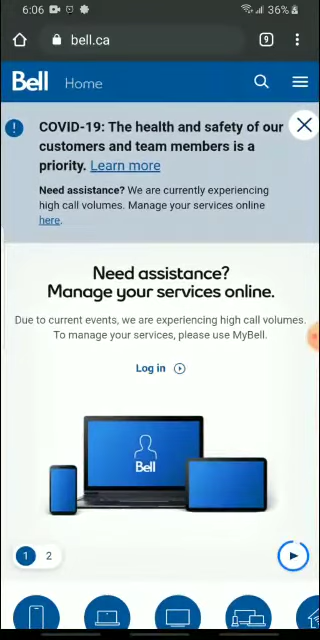 6:06
36%
bell.ca
9
Bell Home
COVID-19: The health and safety of our
customers and team members is a
priority. Learn more
Need assistance? We are currently experiencing
high call volumes. Manage your services online
here.
Need assistance?
Manage your services online.
Due to current events, we are experiencing high call volumes.
To manage your services, please use MyBell.
Log in
Bell
1 2